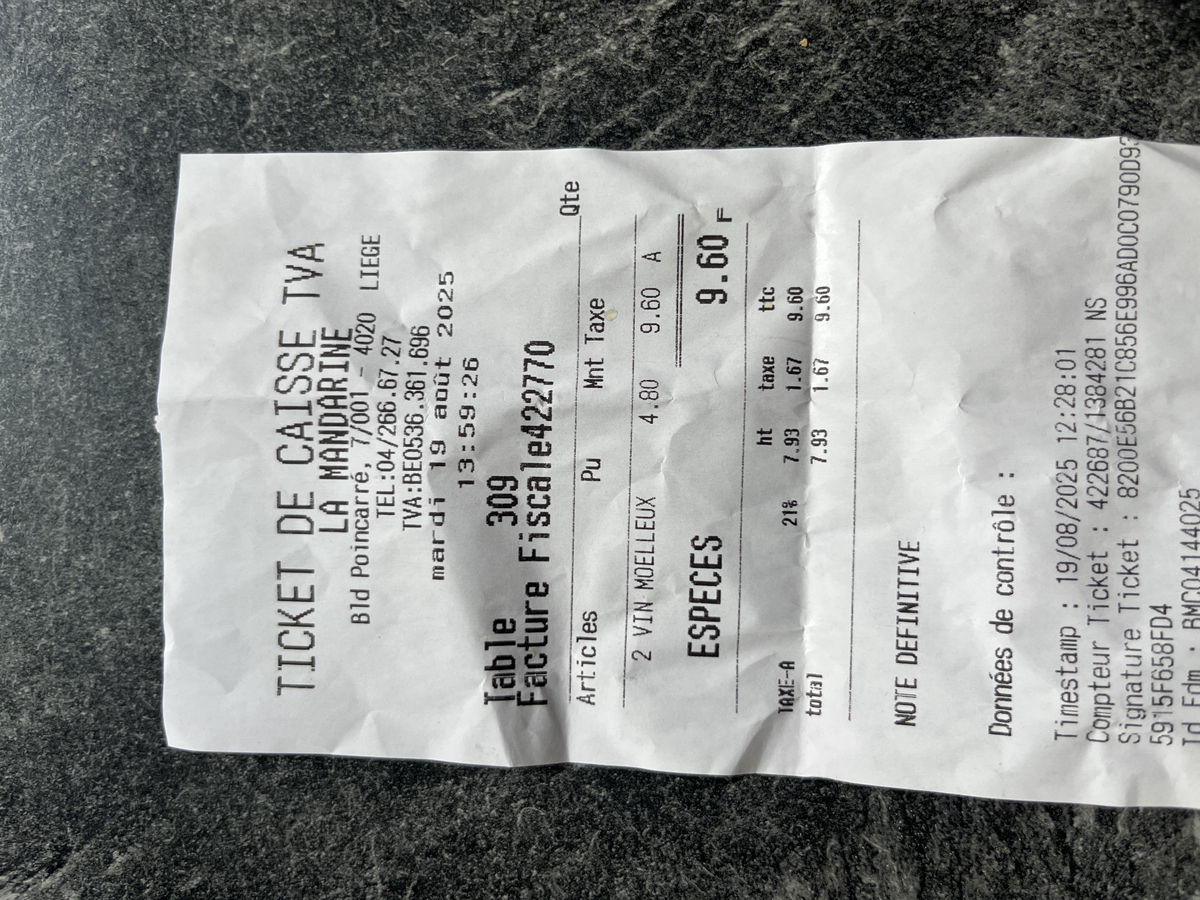 TICKET DE CAISSE TVA
LA MANDARINE
Bld Poincarré, 7/001 - 4020 LIEGE
TEL:04/266.67.27
TVA:BE0536.361.696
mardi 19 août 2025
13:59:26
Table 309
Facture Fiscale422770
Articles Pu Mnt Taxe Qte
2 VIN MOELLEUX 4.80 9.60 A
ESPECES 9.60 F
ht taxe ttc
TAXE-A 21% 7.93 1.67 9.60
total 7.93 1.67 9.60
NOTE DEFINITIVE
Données de contrôle :
Timestamp : 19/08/2025 12:28:01
Compteur Ticket : 422687/1384281 NS
Signature Ticket : 8200E56B21C856E996AD0C0790D93
5915F658FD4
Id Fdm : BMC04144025